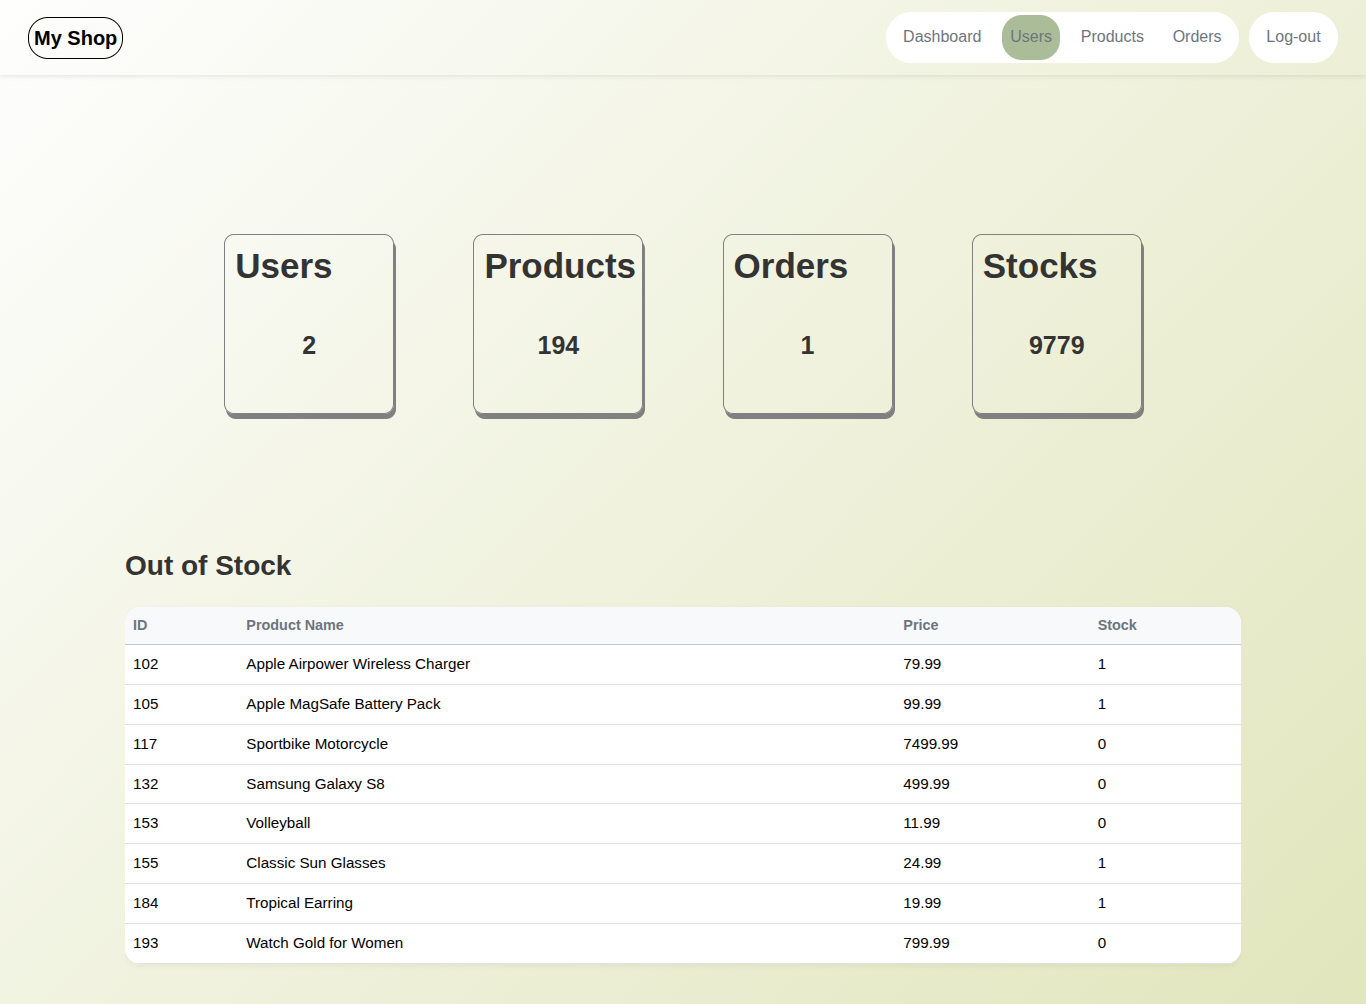 My Shop Dashboard Users Products Orders Log-out
Users Products Orders Stocks
2 194 1 9779
Out of Stock
ID Product Name Price Stock
102 Apple Airpower Wireless Charger 79.99 1
105 Apple MagSafe Battery Pack 99.99 1
117 Sportbike Motorcycle 7499.99 0
132 Samsung Galaxy S8 499.99 0
153 Volleyball 11.99 0
155 Classic Sun Glasses 24.99 1
184 Tropical Earring 19.99 1
193 Watch Gold for Women 799.99 0